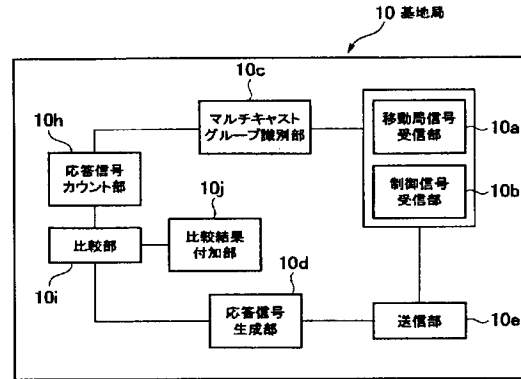 10 基地局
10c
マルチキャスト
グループ識別部
移動局信号
受信部
10a
制御信号
受信部
10b
10h
応答信号
カウント部
10j
比較部
10i
比較結果
付加部
10d
応答信号
生成部
送信部
10e